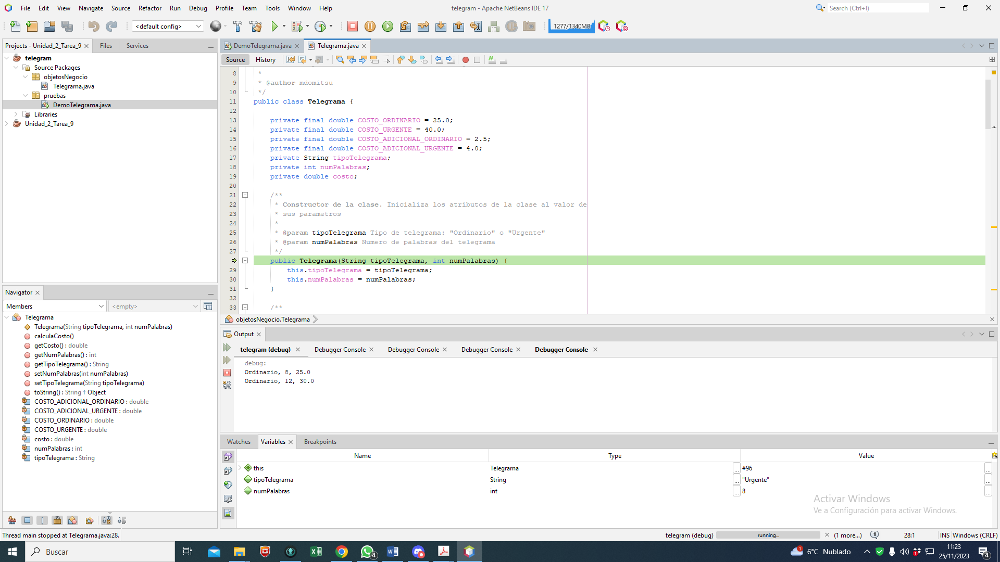 File Edit View Navigate Source Refactor Run Debug Profile Team Tools Window Help
telegram - Apache NetBeans IDE 17
Search (Ctrl+I)
<default config>
1277/1340MB
Projects - Unidad_2_Tarea_9
Files
Services
telegram
Source Packages
objetosNegocio
Telegrama.java
pruebas
DemoTelegrama.java
Libraries
Unidad_2_Tarea_9
DemoTelegrama.java
Telegrama.java
Source
History
8 *
9 * @author mdomitsu
10 */
11 public class Telegrama {
12
13 private final double COSTO_ORDINARIO = 25.0;
14 private final double COSTO_URGENTE = 40.0;
15 private final double COSTO_ADICIONAL_ORDINARIO = 2.5;
16 private final double COSTO_ADICIONAL_URGENTE = 4.0;
17 private String tipoTelegrama;
18 private int numPalabras;
19 private double costo;
20
21 /**
22 * Constructor de la clase. Inicializa los atributos de la clase al valor de
23 * sus parametros
24 *
25 * @param tipoTelegrama Tipo de telegrama: "Ordinario" o "Urgente"
26 * @param numPalabras Numero de palabras del telegrama
27 */
public Telegrama(String tipoTelegrama, int numPalabras) {
29 this.tipoTelegrama = tipoTelegrama;
30 this.numPalabras = numPalabras;
31 }
32
33 /**
objetosNegocio.Telegrama
Navigator
Members
<empty>
Telegrama
Telegrama(String tipoTelegrama, int numPalabras)
calculaCosto()
getCosto() : double
getNumPalabras() : int
getTipoTelegrama() : String
setNumPalabras(int numPalabras)
setTipoTelegrama(String tipoTelegrama)
toString() : String ↑ Object
COSTO_ADICIONAL_ORDINARIO : double
COSTO_ADICIONAL_URGENTE : double
COSTO_ORDINARIO : double
COSTO_URGENTE : double
costo : double
numPalabras : int
tipoTelegrama : String
Output
telegram (debug)
Debugger Console
Debugger Console
Debugger Console
Debugger Console
debug:
Ordinario, 8, 25.0
Ordinario, 12, 30.0
Watches
Variables
Breakpoints
Name Type Value
this Telegrama ... #96 ...
tipoTelegrama String ... "Urgente" ...
numPalabras int ... 8 ...
Activar Windows
Ve a Configuración para activar Windows.
Thread main stopped at Telegrama.java:28.
telegram (debug)
running...
(1 more...)
1
28:1
INS
Windows (CRLF)
Buscar
4
1
6°C Nublado
11:23
25/11/2023
4